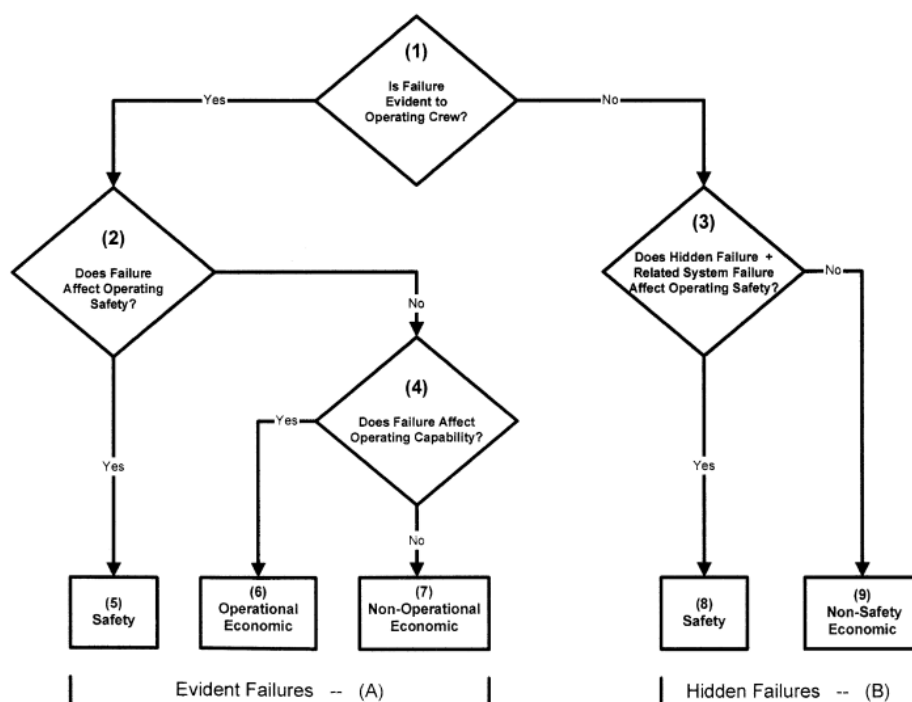 (1)
Is Failure
Evident to
Operating Crew?
Yes
No
(2)
Does Failure
Affect Operating
Safety?
(3)
Does Hidden Failure +
Related System Failure
Affect Operating Safety?
No
No
(4)
Does Failure Affect
Operating Capability?
Yes
Yes
Yes
No
(5)
Safety
(6)
Operational
Economic
(7)
Non-Operational
Economic
(8)
Safety
(9)
Non-Safety
Economic
Evident Failures -- (A)
Hidden Failures -- (B)